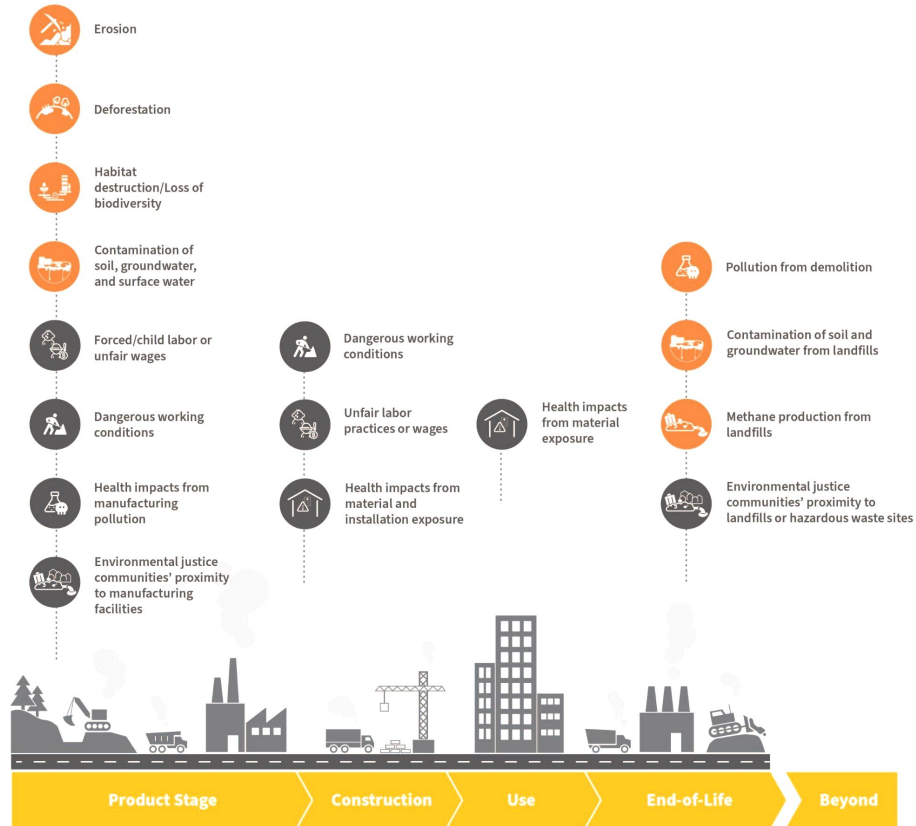 Erosion
Deforestation
Habitat
destruction/Loss of
biodiversity
Contamination of
soil, groundwater,
and surface water
Forced/child labor or
unfair wages
Dangerous working
conditions
Health impacts from
manufacturing
pollution
Environmental justice
communities’ proximity
to manufacturing
facilities
Dangerous working
conditions
Unfair labor
practices or wages
Health impacts from
material and
installation exposure
Health impacts
from material
exposure
Pollution from demolition
Contamination of soil and
groundwater from landfills
Methane production from
landfills
Environmental justice
communities’ proximity to
landfills or hazardous waste sites
Product Stage
Construction
Use
End-of-Life
Beyond